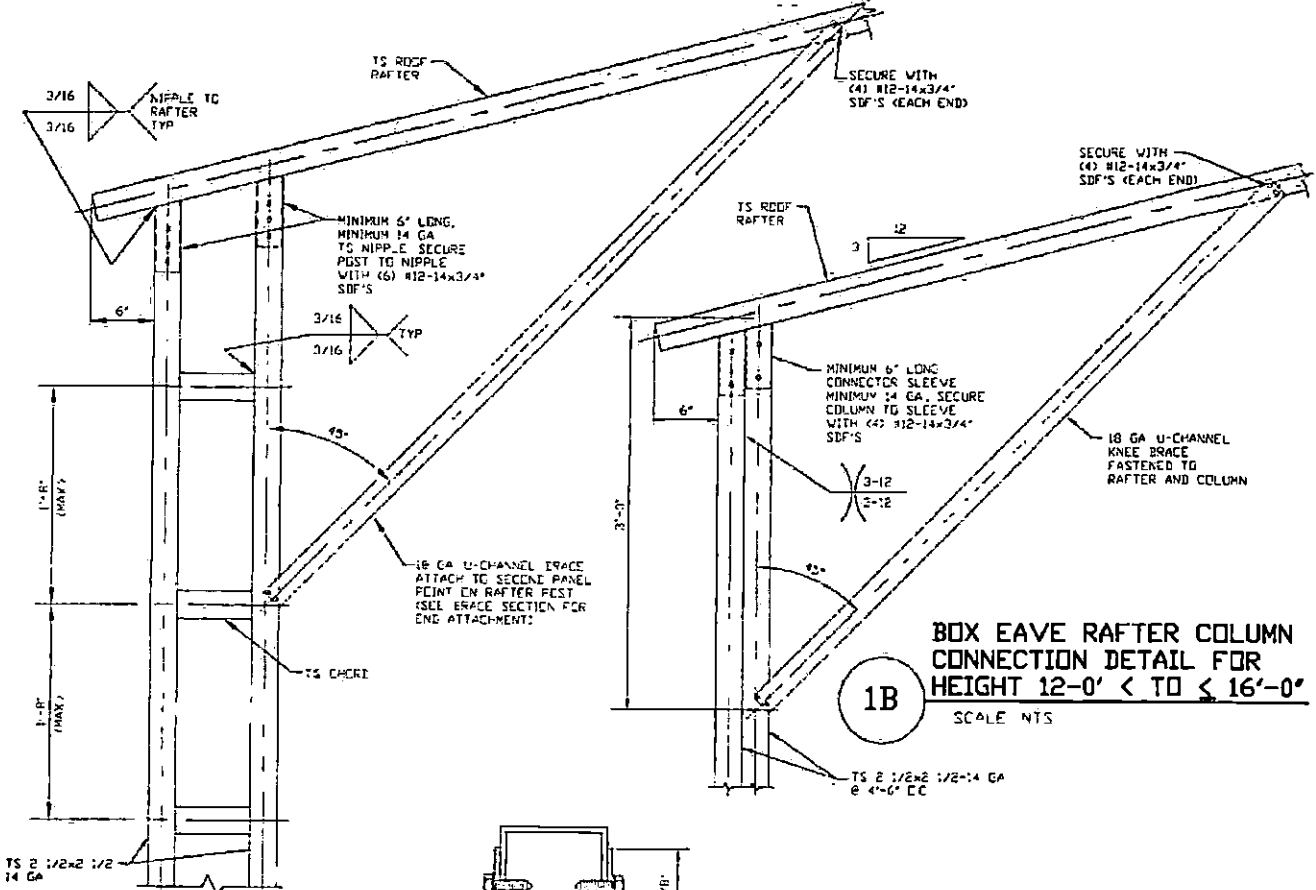 TS ROOF
RAFTER
3/16
3/16
NIPPLE TO
RAFTER
TYP
SECURE WITH
(4) #12-14x3/4"
SDF'S (EACH END)
MINIMUM 6" LONG,
MINIMUM 14 GA
TS NIPPLE SECURE
POST TO NIPPLE
WITH (6) #12-14x3/4"
SDF'S
6"
3/16
3/16
TYP
45°
(MAX)
18 GA U-CHANNEL BRACE
ATTACH TO SECOND PANEL
POINT ON RAFTER POST
(SEE BRACE SECTION FOR
END ATTACHMENT)
TS CHORD
(MAX)
TS 2 1/2x2 1/2
14 GA
SECURE WITH
(4) #12-14x3/4"
SDF'S (EACH END)
TS ROOF
RAFTER
12
3
6"
MINIMUM 6" LONG
CONNECTOR SLEEVE
MINIMUM 14 GA, SECURE
COLUMN TO SLEEVE
WITH (4) #12-14x3/4"
SDF'S
3-12
3-12
18 GA U-CHANNEL
KNEE BRACE
FASTENED TO
RAFTER AND COLUMN
3'-0"
45°
1B
BOX EAVE RAFTER COLUMN
CONNECTION DETAIL FOR
HEIGHT 12-0' < TO ≤ 16'-0"
SCALE NTS
TS 2 1/2x2 1/2-14 GA
@ 4'-6" CC